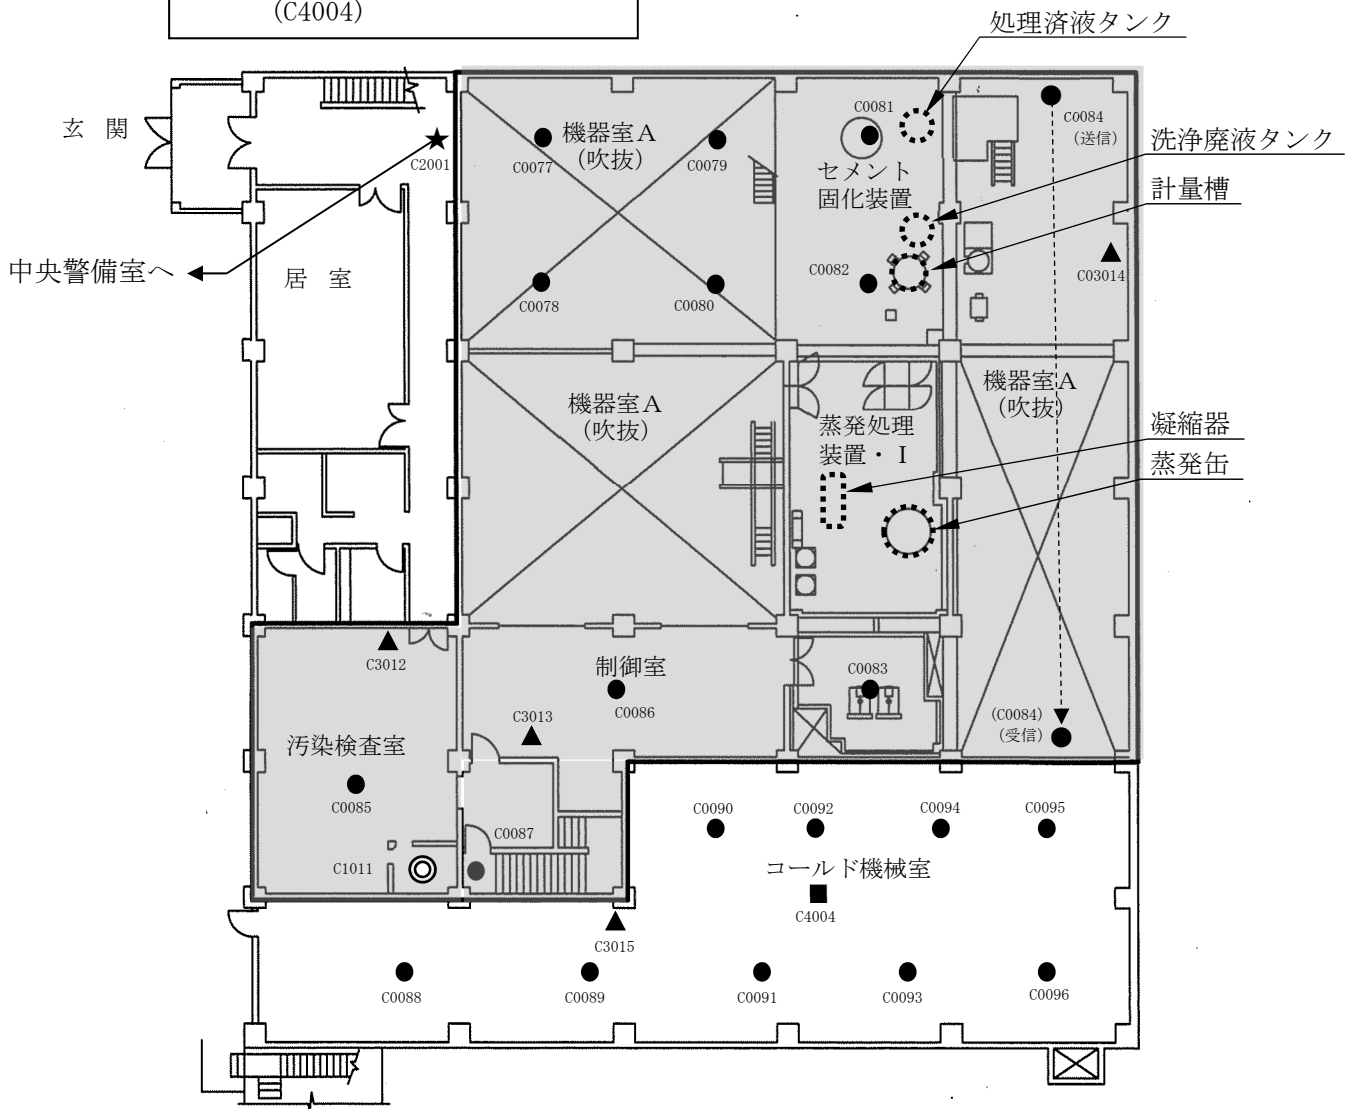 （C4004）
処理済液タンク
玄　関
C2001
機器室A
（吹抜）
C0077
C0079
C0081
セメント
固化装置
C0084
（送信）
洗浄廃液タンク
計量槽
中央警備室へ
居　室
C0078
C0080
C0082
C03014
機器室A
（吹抜）
蒸発処理
装置・Ⅰ
機器室A
（吹抜）
凝縮器
蒸発缶
C3012
制御室
C0086
C0083
C3013
（C0084）
（受信）
汚染検査室
C0085
C0087
C1011
C0090
C0092
C0094
C0095
コールド機械室
C4004
C3015
C0088
C0089
C0091
C0093
C0096